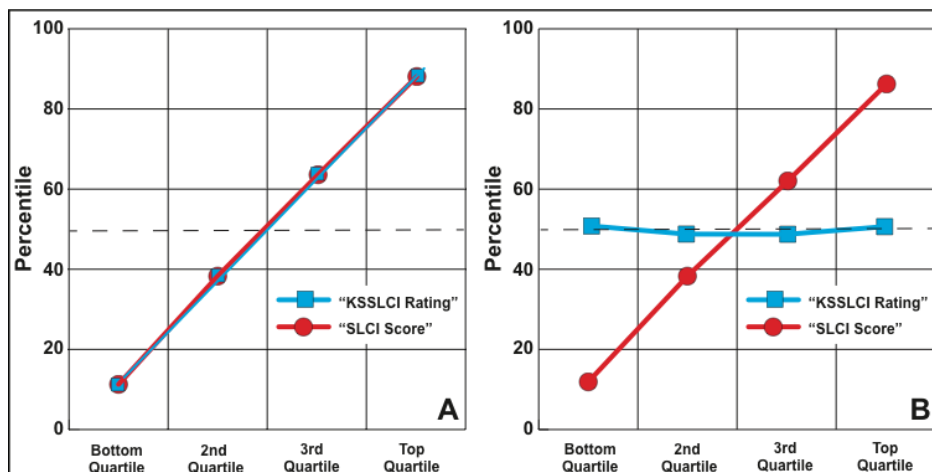 100
80
60
40
20
0
Percentile
"KSSLCI Rating"
"SLCI Score"
A
Bottom
Quartile
2nd
Quartile
3rd
Quartile
Top
Quartile
100
80
60
40
20
0
Percentile
"KSSLCI Rating"
"SLCI Score"
B
Bottom
Quartile
2nd
Quartile
3rd
Quartile
Top
Quartile